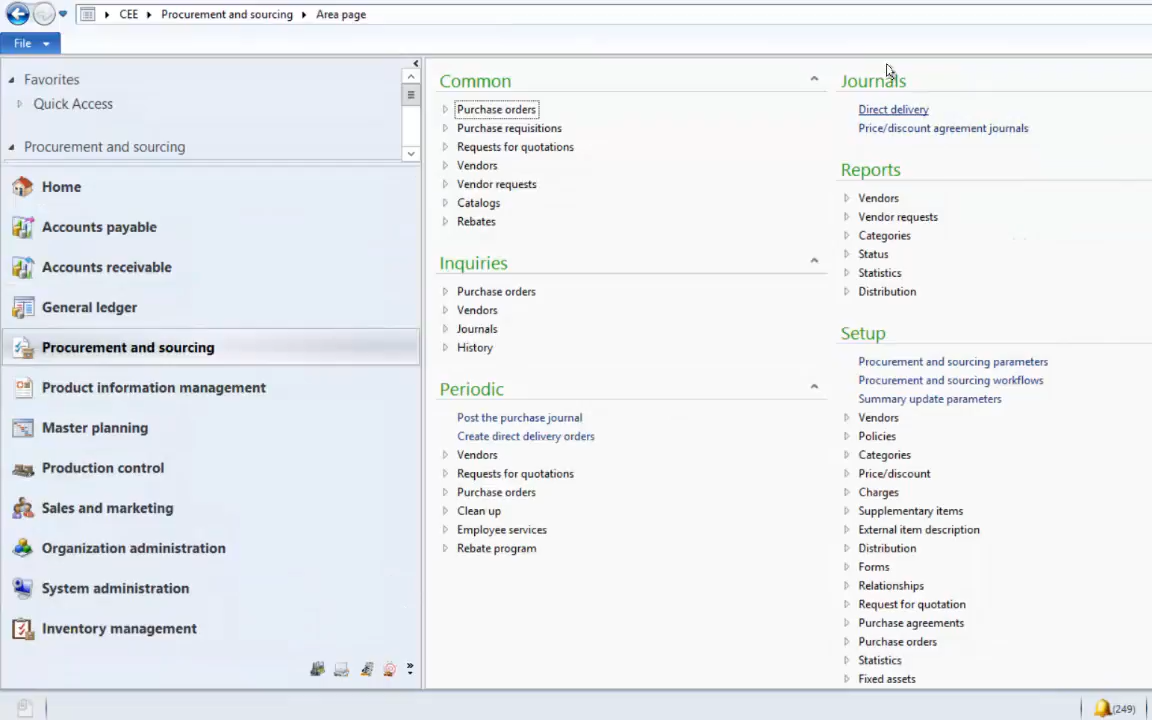 CEE Procurement and sourcing Area page
File
Favorites
Quick Access
Procurement and sourcing
Home
Accounts payable
Accounts receivable
General ledger
Procurement and sourcing
Product information management
Master planning
Production control
Sales and marketing
Organization administration
System administration
Inventory management
Common
Purchase orders
Purchase requisitions
Requests for quotations
Vendors
Vendor requests
Catalogs
Rebates
Inquiries
Purchase orders
Vendors
Journals
History
Periodic
Post the purchase journal
Create direct delivery orders
Vendors
Requests for quotations
Purchase orders
Clean up
Employee services
Rebate program
Journals
Direct delivery
Price/discount agreement journals
Reports
Vendors
Vendor requests
Categories
Status
Statistics
Distribution
Setup
Procurement and sourcing parameters
Procurement and sourcing workflows
Summary update parameters
Vendors
Policies
Categories
Price/discount
Charges
Supplementary items
External item description
Distribution
Forms
Relationships
Request for quotation
Purchase agreements
Purchase orders
Statistics
Fixed assets
(249)